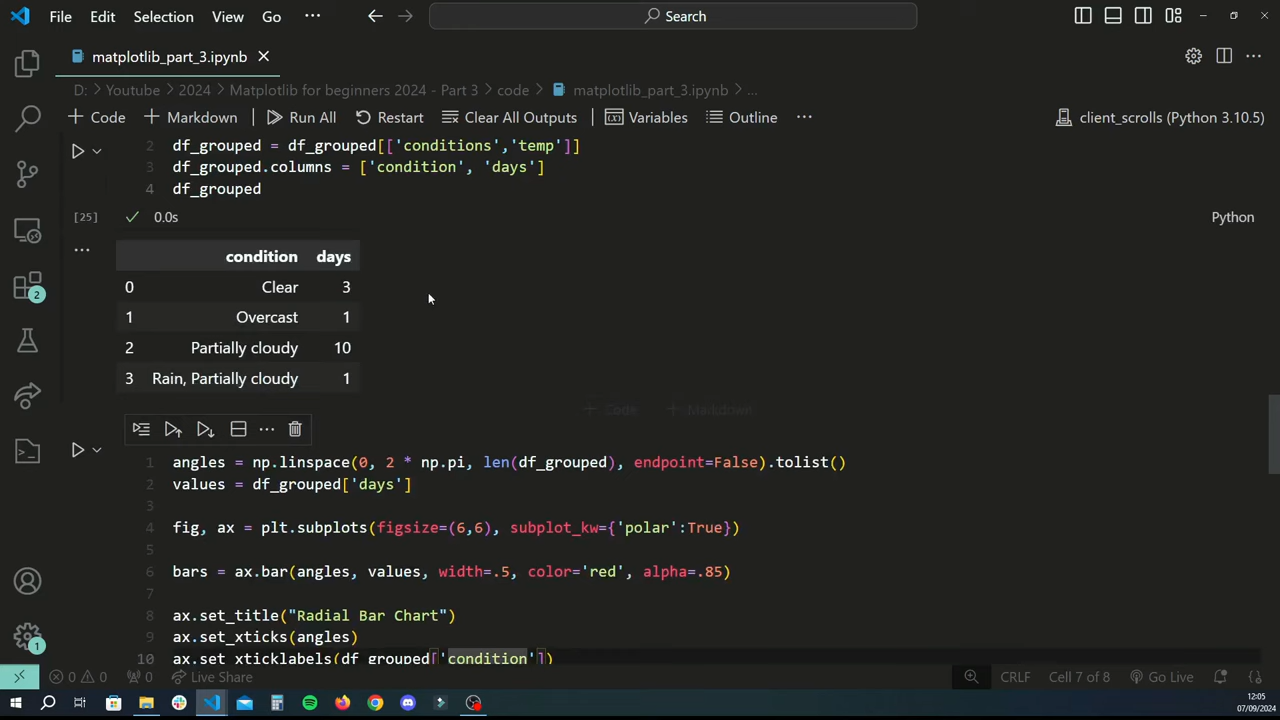 File Edit Selection View Go ... Search
matplotlib_part_3.ipynb
D: > Youtube > 2024 > Matplotlib for beginners 2024 - Part 3 > code > matplotlib_part_3.ipynb > ...
+ Code + Markdown Run All Restart Clear All Outputs Variables Outline ... client_scrolls (Python 3.10.5)
2 df_grouped = df_grouped[['conditions','temp']]
3 df_grouped.columns = ['condition', 'days']
4 df_grouped
[25] 0.0s Python
... condition days
0 Clear 3
1 Overcast 1
2 Partially cloudy 10
3 Rain, Partially cloudy 1
+ Code + Markdown
1 angles = np.linspace(0, 2 * np.pi, len(df_grouped), endpoint=False).tolist()
2 values = df_grouped['days']
3
4 fig, ax = plt.subplots(figsize=(6,6), subplot_kw={'polar':True})
5
6 bars = ax.bar(angles, values, width=.5, color='red', alpha=.85)
7
8 ax.set_title("Radial Bar Chart")
9 ax.set_xticks(angles)
10 ax.set_xticklabels(df_grouped['condition'])
2
1
0 0 0 Live Share CRLF Cell 7 of 8 Go Live
12:05
07/09/2024